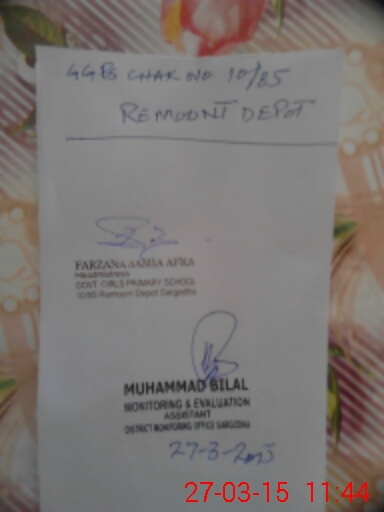 GGPS CHAK NO 10/85
REMOUNT DEPOT
FARZANA SAMIA AFRA
Headmistress
GOVT GIRLS PRIMARY SCHOOL
10/85 Remount Depot Sargodha
MUHAMMAD BILAL
MONITORING & EVALUATION
ASSISTANT
DISTRICT MONITORING OFFICE SARGODHA
27-3-2015
27-03-15 11:44